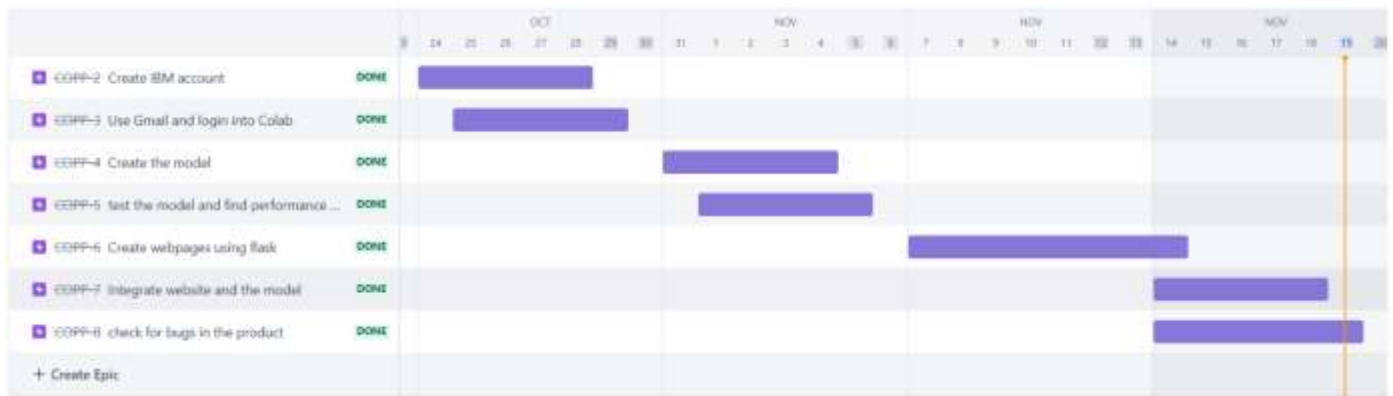 OCT NOV NOV NOV
24 25 26 27 28 29 30 31 1 2 3 4 5 6 7 8 9 10 11 12 13 14 15 16 17 18 19 20
COPP-2 Create IBM account DONE
COPP-3 Use Gmail and login into Colab DONE
COPP-4 Create the model DONE
COPP-5 test the model and find performance ... DONE
COPP-6 Create webpages using flask DONE
COPP-7 Integrate website and the model DONE
COPP-8 check for bugs in the product DONE
+ Create Epic